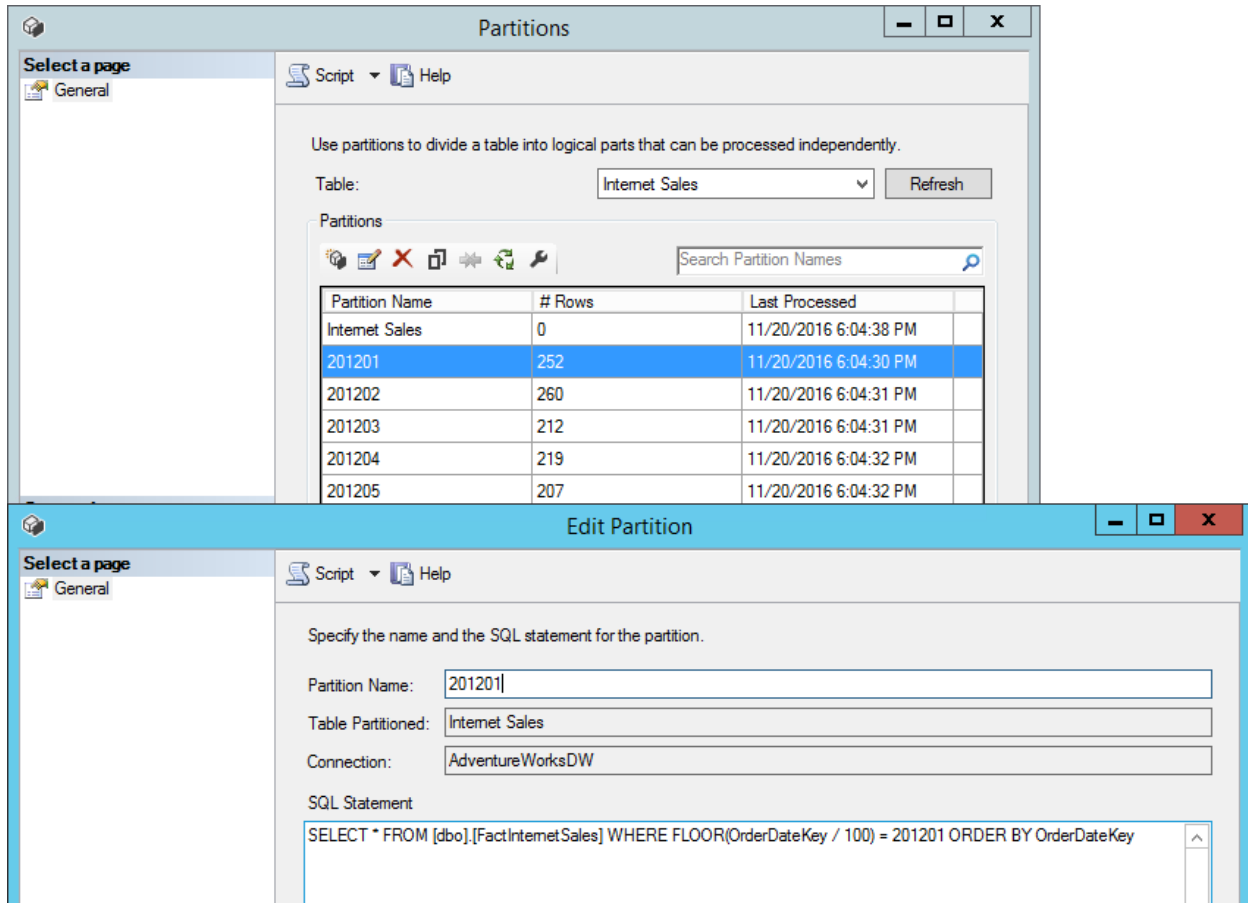 Partitions
Select a page
General
Script Help
Use partitions to divide a table into logical parts that can be processed independently.
Table: Internet Sales Refresh
Partitions
Search Partition Names
Partition Name # Rows Last Processed
Internet Sales 0 11/20/2016 6:04:38 PM
201201 252 11/20/2016 6:04:30 PM
201202 260 11/20/2016 6:04:31 PM
201203 212 11/20/2016 6:04:31 PM
201204 219 11/20/2016 6:04:32 PM
201205 207 11/20/2016 6:04:32 PM
Edit Partition
Select a page
General
Script Help
Specify the name and the SQL statement for the partition.
Partition Name: 201201
Table Partitioned: Internet Sales
Connection: AdventureWorksDW
SQL Statement
SELECT * FROM [dbo].[FactInternetSales] WHERE FLOOR(OrderDateKey / 100) = 201201 ORDER BY OrderDateKey